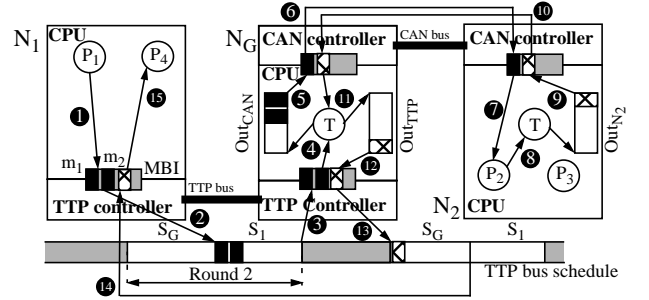 6
10
N1
CPU
NG
CAN controller
CAN bus
CAN controller
P1
P4
CPU
15
5
11
7
9
1
OutCAN
T
OutTTP
T
OutN2
4
8
m1
m2
MBI
12
P2
P3
TTP bus
TTP controller
TTP Controller
N2
CPU
2
3
SG
S1
13
SG
S1
14
Round 2
TTP bus schedule